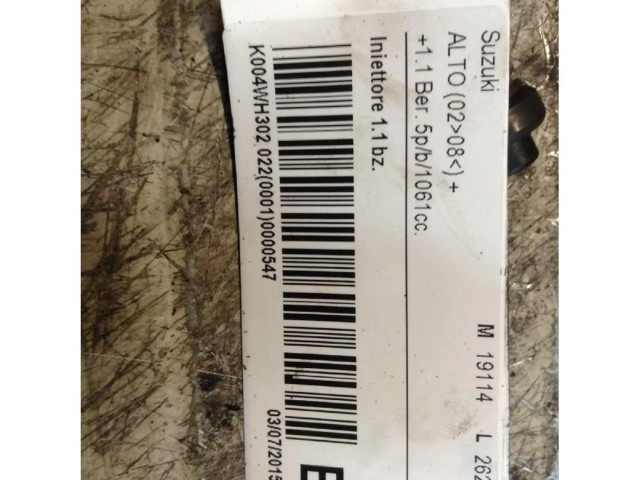 Suzuki M 19114 L 262
ALTO (02>08<) +
+1.1 Ber. 5p/b/1061cc.
Iniettore 1.1 bz.
K004WH302 022(0001)0000547 03/07/2015